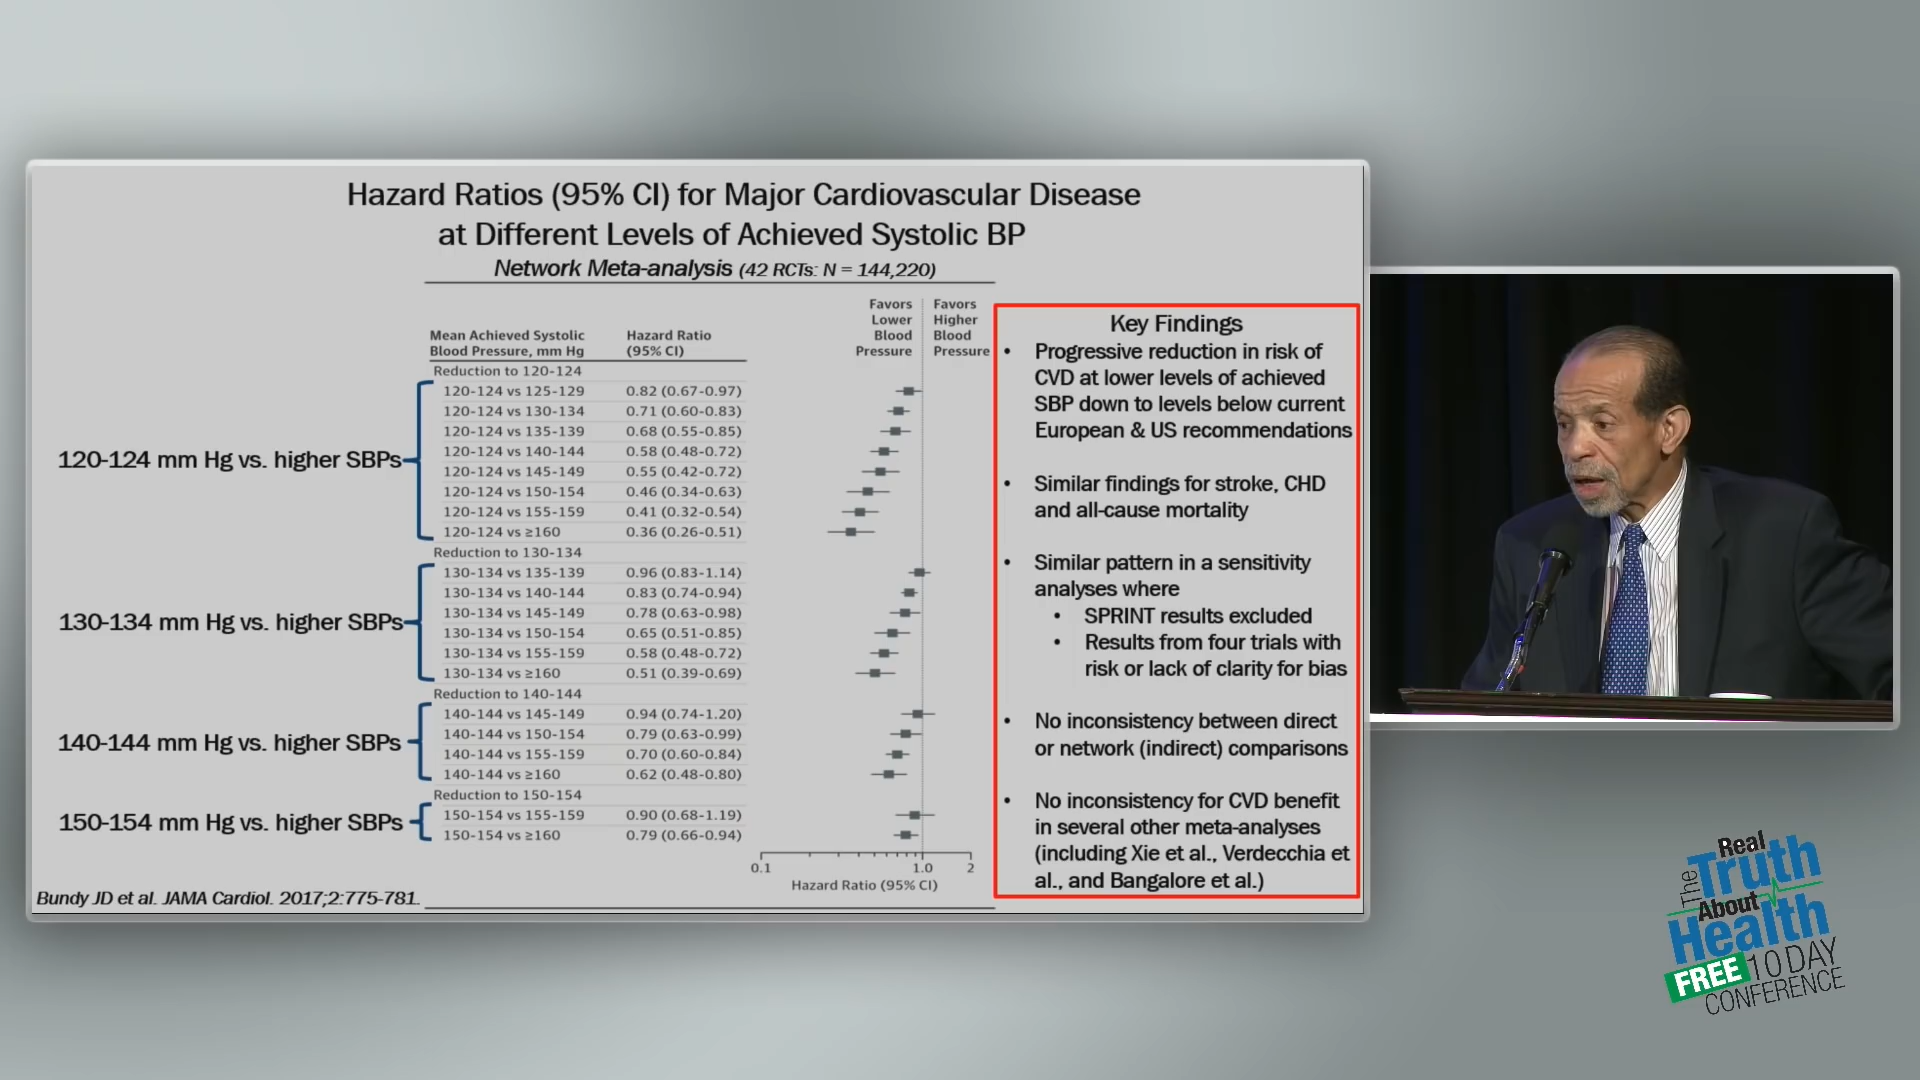 Hazard Ratios (95% CI) for Major Cardiovascular Disease
at Different Levels of Achieved Systolic BP
Network Meta-analysis (42 RCTs: N = 144,220)
Favors
Lower
Blood
Pressure
Favors
Higher
Blood
Pressure
Mean Achieved Systolic
Blood Pressure, mm Hg
Hazard Ratio
(95% CI)
Reduction to 120-124
120-124 vs 125-129 0.82 (0.67-0.97)
120-124 vs 130-134 0.71 (0.60-0.83)
120-124 vs 135-139 0.68 (0.55-0.85)
120-124 vs 140-144 0.58 (0.48-0.72)
120-124 mm Hg vs. higher SBPs
120-124 vs 145-149 0.55 (0.42-0.72)
120-124 vs 150-154 0.46 (0.34-0.63)
120-124 vs 155-159 0.41 (0.32-0.54)
120-124 vs ≥160 0.36 (0.26-0.51)
Reduction to 130-134
130-134 vs 135-139 0.96 (0.83-1.14)
130-134 vs 140-144 0.83 (0.74-0.94)
130-134 vs 145-149 0.78 (0.63-0.98)
130-134 mm Hg vs. higher SBPs
130-134 vs 150-154 0.65 (0.51-0.85)
130-134 vs 155-159 0.58 (0.48-0.72)
130-134 vs ≥160 0.51 (0.39-0.69)
Reduction to 140-144
140-144 vs 145-149 0.94 (0.74-1.20)
140-144 vs 150-154 0.79 (0.63-0.99)
140-144 mm Hg vs. higher SBPs
140-144 vs 155-159 0.70 (0.60-0.84)
140-144 vs ≥160 0.62 (0.48-0.80)
Reduction to 150-154
150-154 vs 155-159 0.90 (0.68-1.19)
150-154 mm Hg vs. higher SBPs
150-154 vs ≥160 0.79 (0.66-0.94)
0.1 1.0 2
Hazard Ratio (95% CI)
Bundy JD et al. JAMA Cardiol. 2017;2:775-781.
Key Findings
• Progressive reduction in risk of
CVD at lower levels of achieved
SBP down to levels below current
European & US recommendations
• Similar findings for stroke, CHD
and all-cause mortality
• Similar pattern in a sensitivity
analyses where
• SPRINT results excluded
• Results from four trials with
risk or lack of clarity for bias
• No inconsistency between direct
or network (indirect) comparisons
• No inconsistency for CVD benefit
in several other meta-analyses
(including Xie et al., Verdecchia et
al., and Bangalore et al.)
The Real
Truth
About
Health
FREE 10 DAY
CONFERENCE